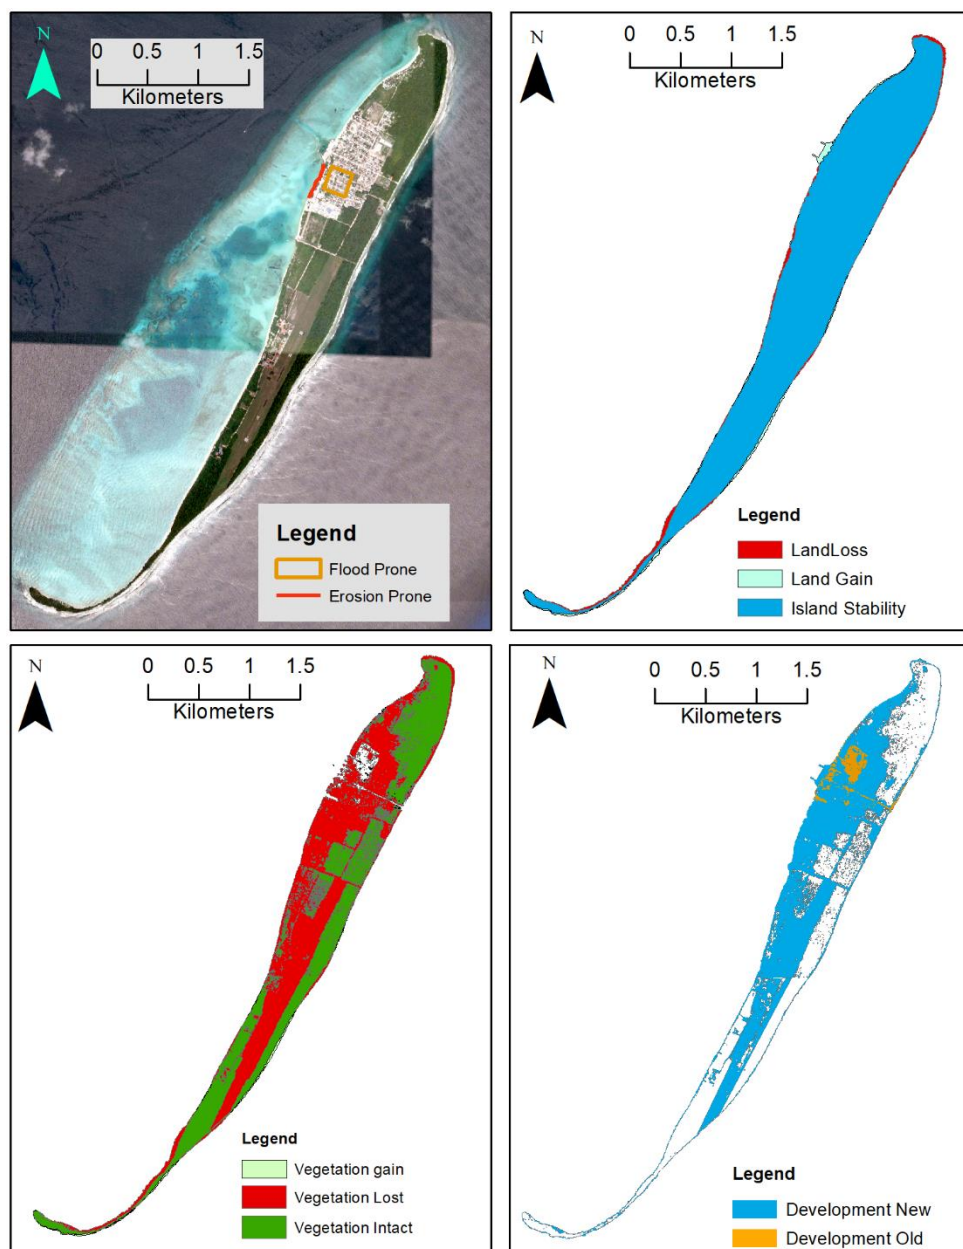 N
0 0.5 1 1.5
Kilometers
Legend
Flood Prone
Erosion Prone
N
0 0.5 1 1.5
Kilometers
Legend
LandLoss
Land Gain
Island Stability
N
0 0.5 1 1.5
Kilometers
Legend
Vegetation gain
Vegetation Lost
Vegetation Intact
N
0 0.5 1 1.5
Kilometers
Legend
Development New
Development Old